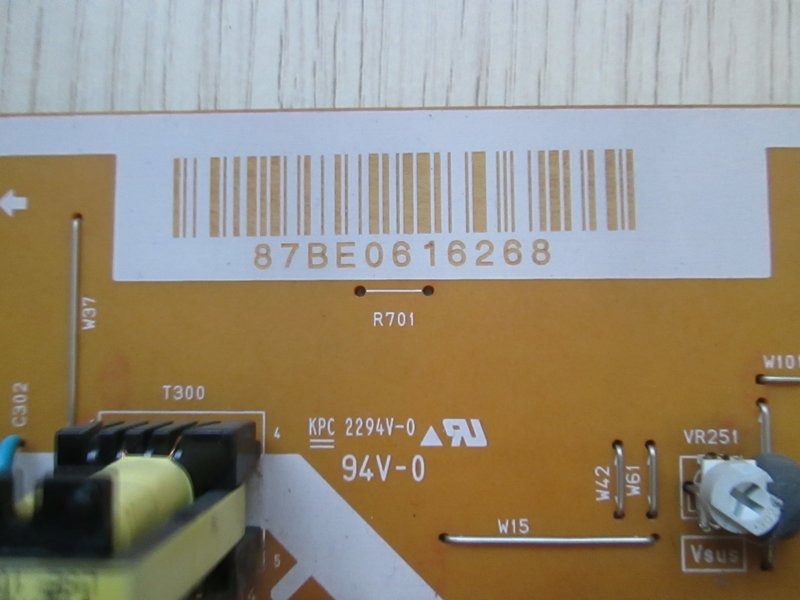 87BE0616268
R701
W37
W101
C302
T300
4
KPC 2294V-0
94V-0
VR251
W42
W61
W15
Vsus
5